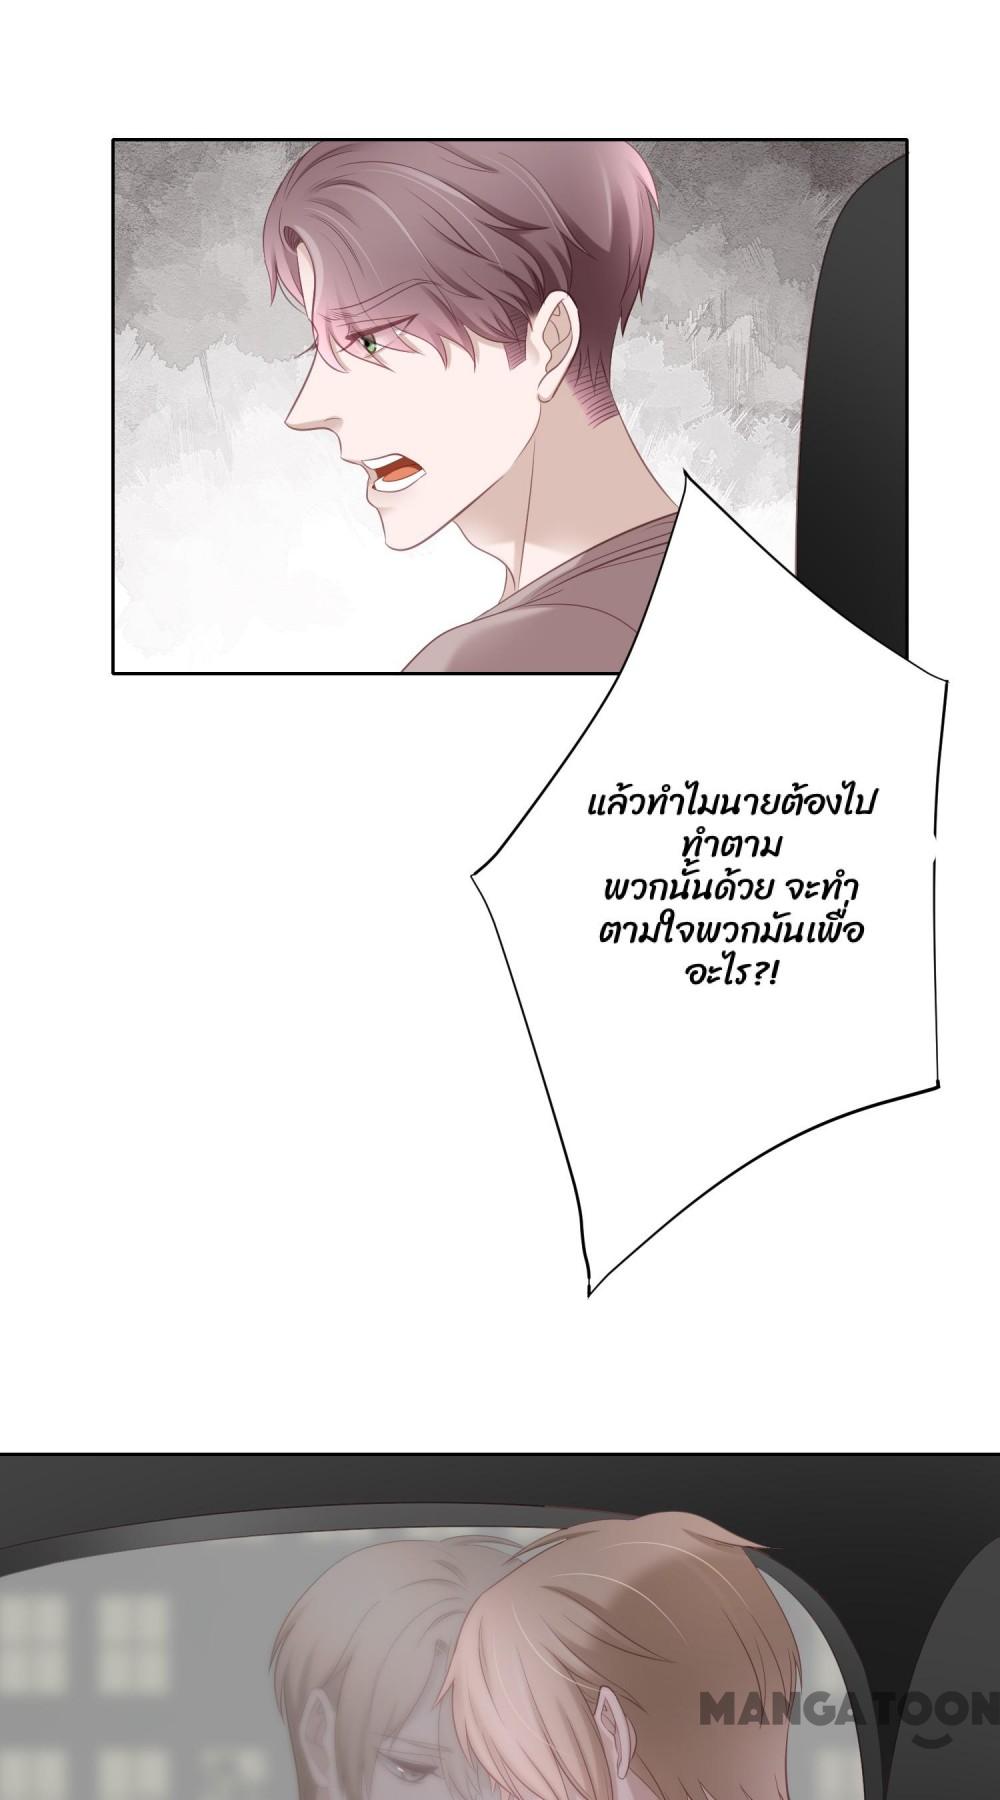 แล้วทำไมนายต้องไป
ทำตาม
พวกนั้นด้วย จะทำ
ตามใจพวกมันเพื่อ
อะไร?!
MANGATOON